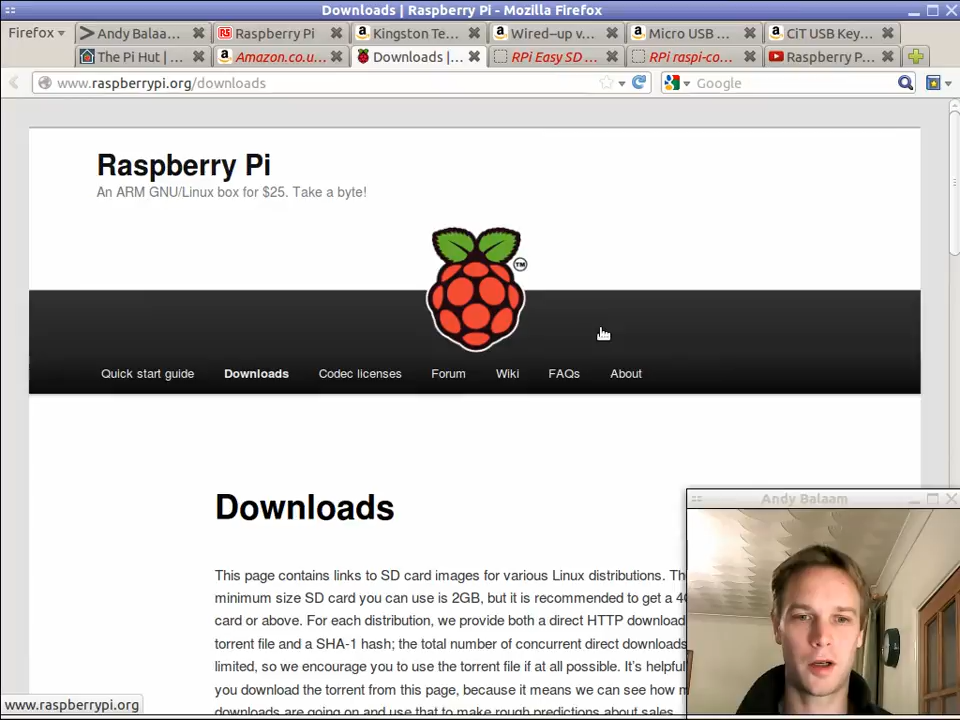 Downloads | Raspberry Pi - Mozilla Firefox
Firefox
Andy Balaa...
Raspberry Pi
Kingston Te...
Wired--up v...
Micro USB ...
CiT USB Key...
The Pi Hut | ...
Amazon.co.u...
Downloads |...
RPi Easy SD ...
RPi raspi-co...
Raspberry P...
www.raspberrypi.org/downloads
Google
Raspberry Pi
An ARM GNU/Linux box for $25. Take a byte!
TM
Quick start guide
Downloads
Codec licenses
Forum
Wiki
FAQs
About
Downloads
Andy Balaam
This page contains links to SD card images for various Linux distributions. Th
minimum size SD card you can use is 2GB, but it is recommended to get a 4G
card or above. For each distribution, we provide both a direct HTTP download
torrent file and a SHA-1 hash; the total number of concurrent direct downloads
limited, so we encourage you to use the torrent file if at all possible. It's helpful
you download the torrent from this page, because it means we can see how m
downloads are going on and use that to make rough predictions about sales
www.raspberrypi.org